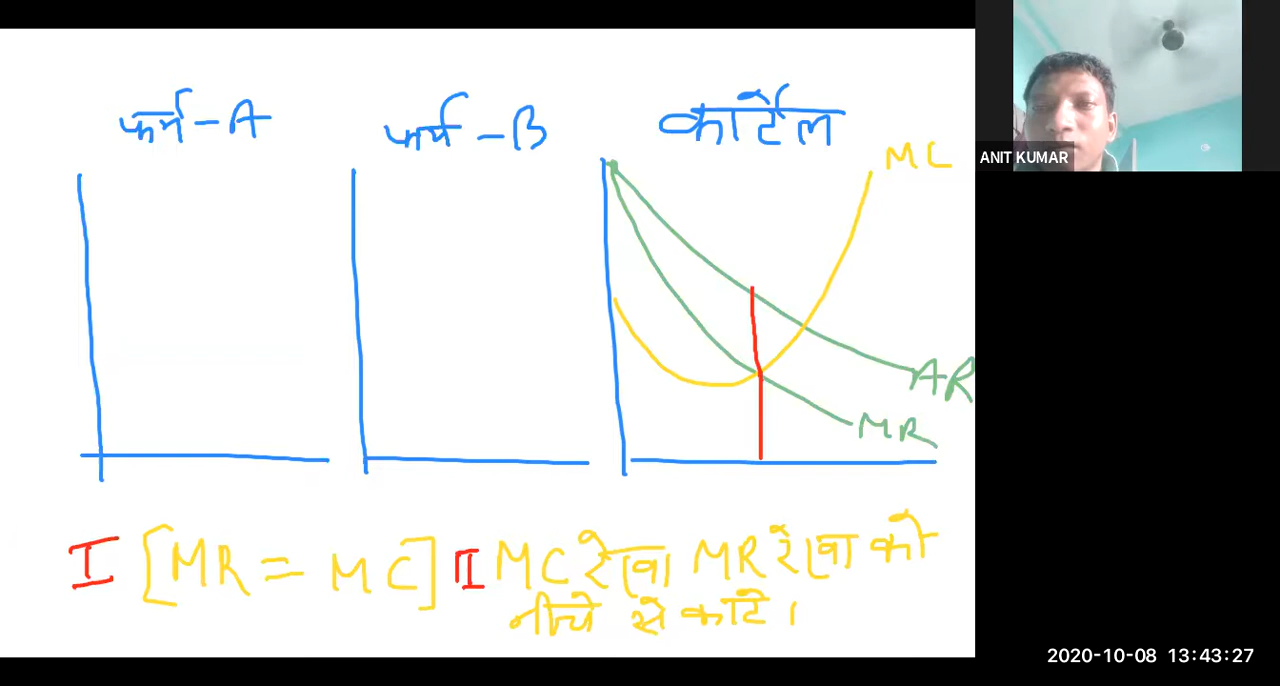 फर्म-A
फर्म-B
कार्टेल
MC
AR
MR
I [MR = MC] II MC रेखा MR रेखा को
नीचे से काटे।
ANIT KUMAR
2020-10-08 13:43:27